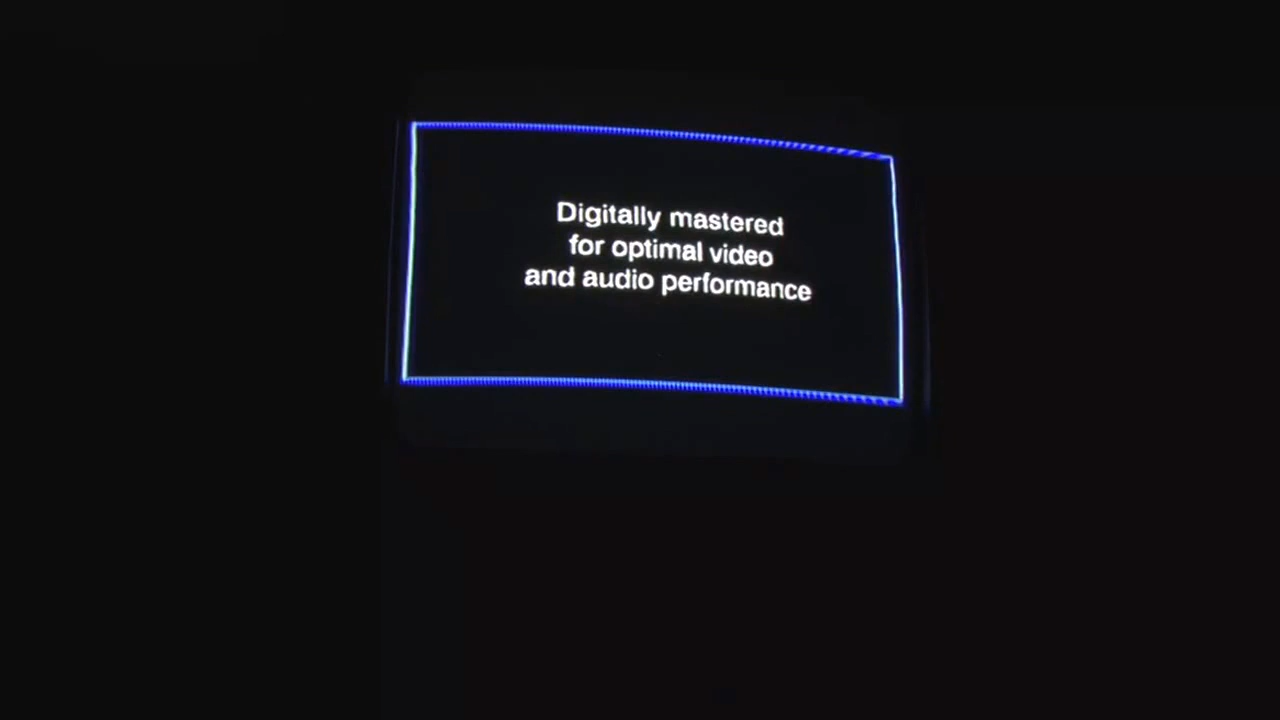 Digitally mastered
for optimal video
and audio performance